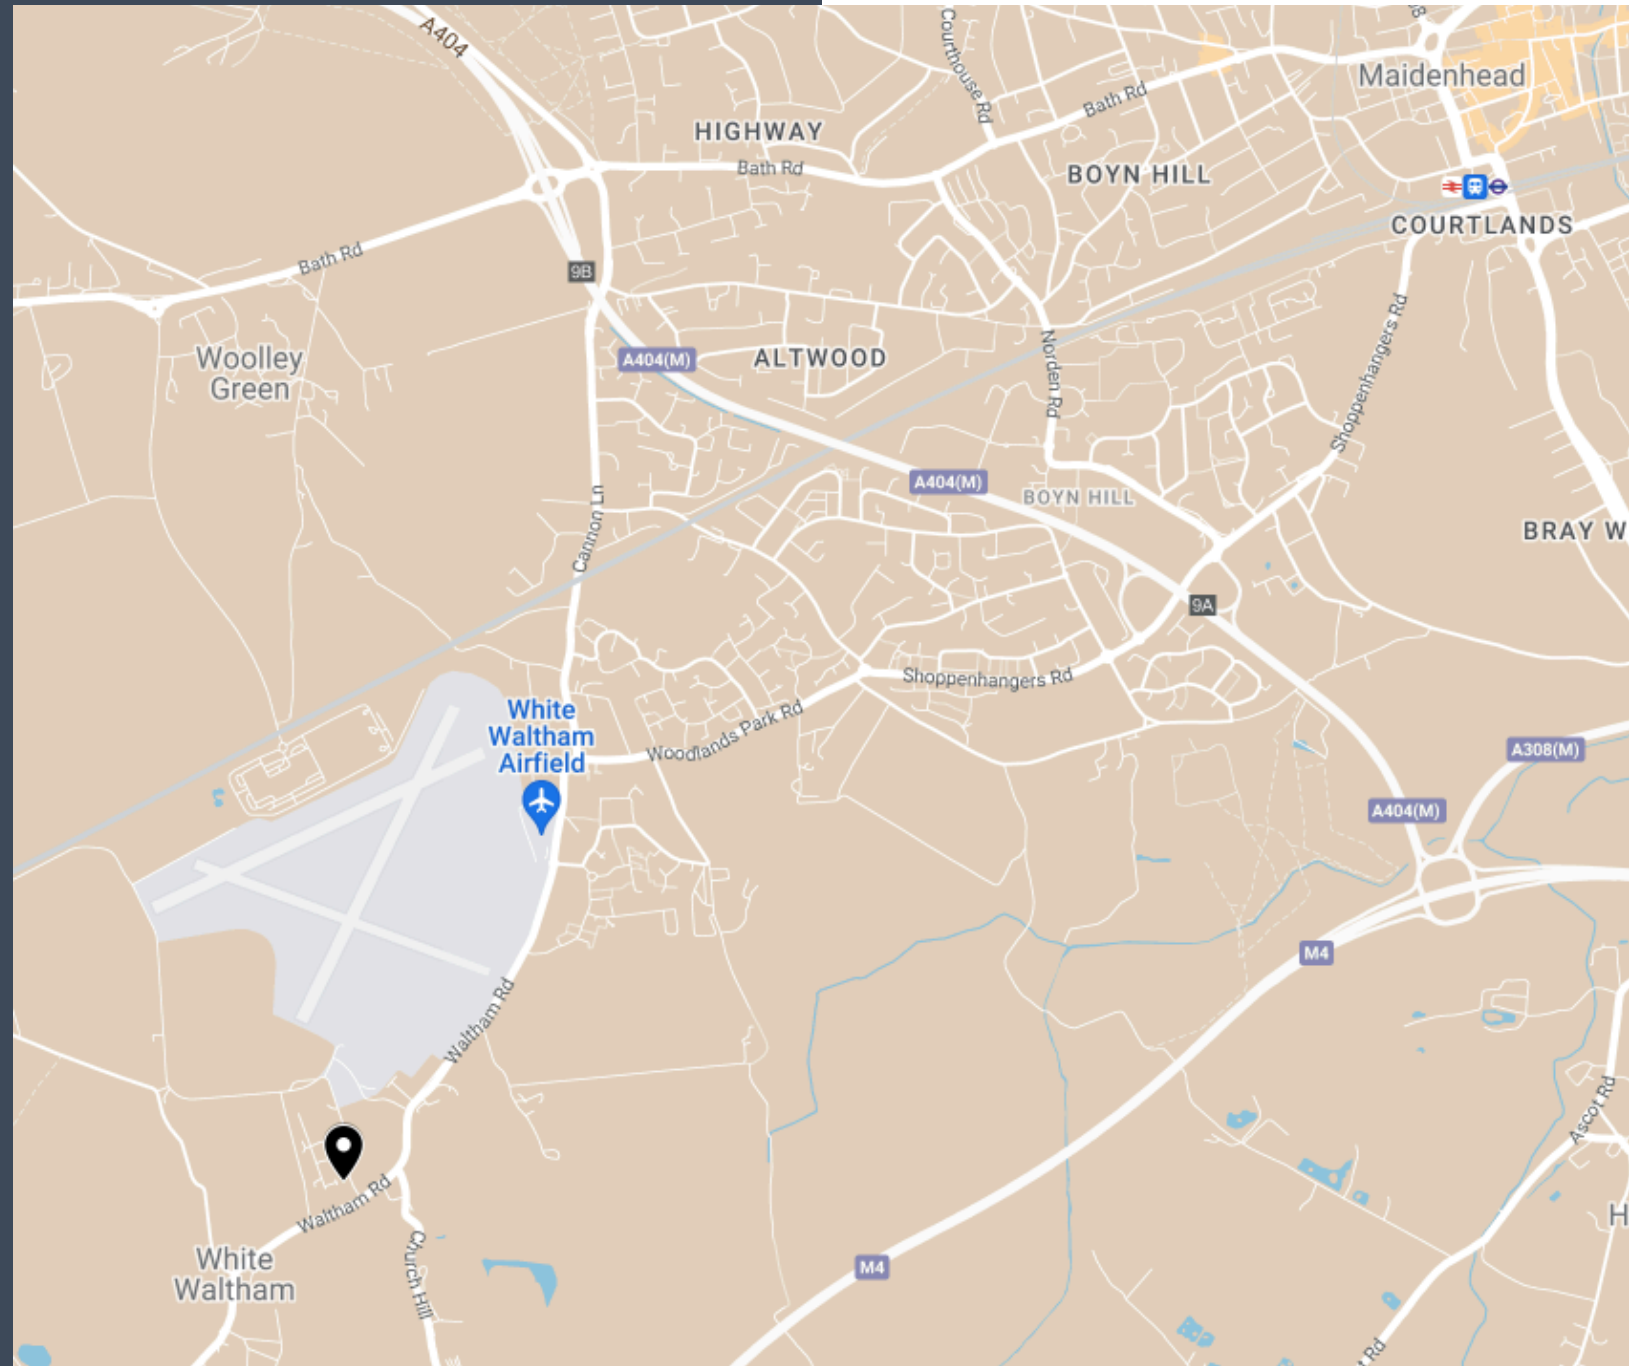 A404
Courthouse Rd
Bath Rd
Maidenhead
HIGHWAY
Bath Rd
BOYN HILL
COURTLANDS
Bath Rd
9B
Woolley
Green
A404(M)
ALTWOOD
Norden Rd
Shoppenhangers Rd
A404(M)
BOYN HILL
BRAY W
Cannon Ln
9A
Shoppenhangers Rd
White
Waltham
Airfield
Woodlands Park Rd
A308(M)
A404(M)
M4
Waltham Rd
Ascot Rd
Waltham Rd
H
White
Waltham
Church Hill
M4
t Rd